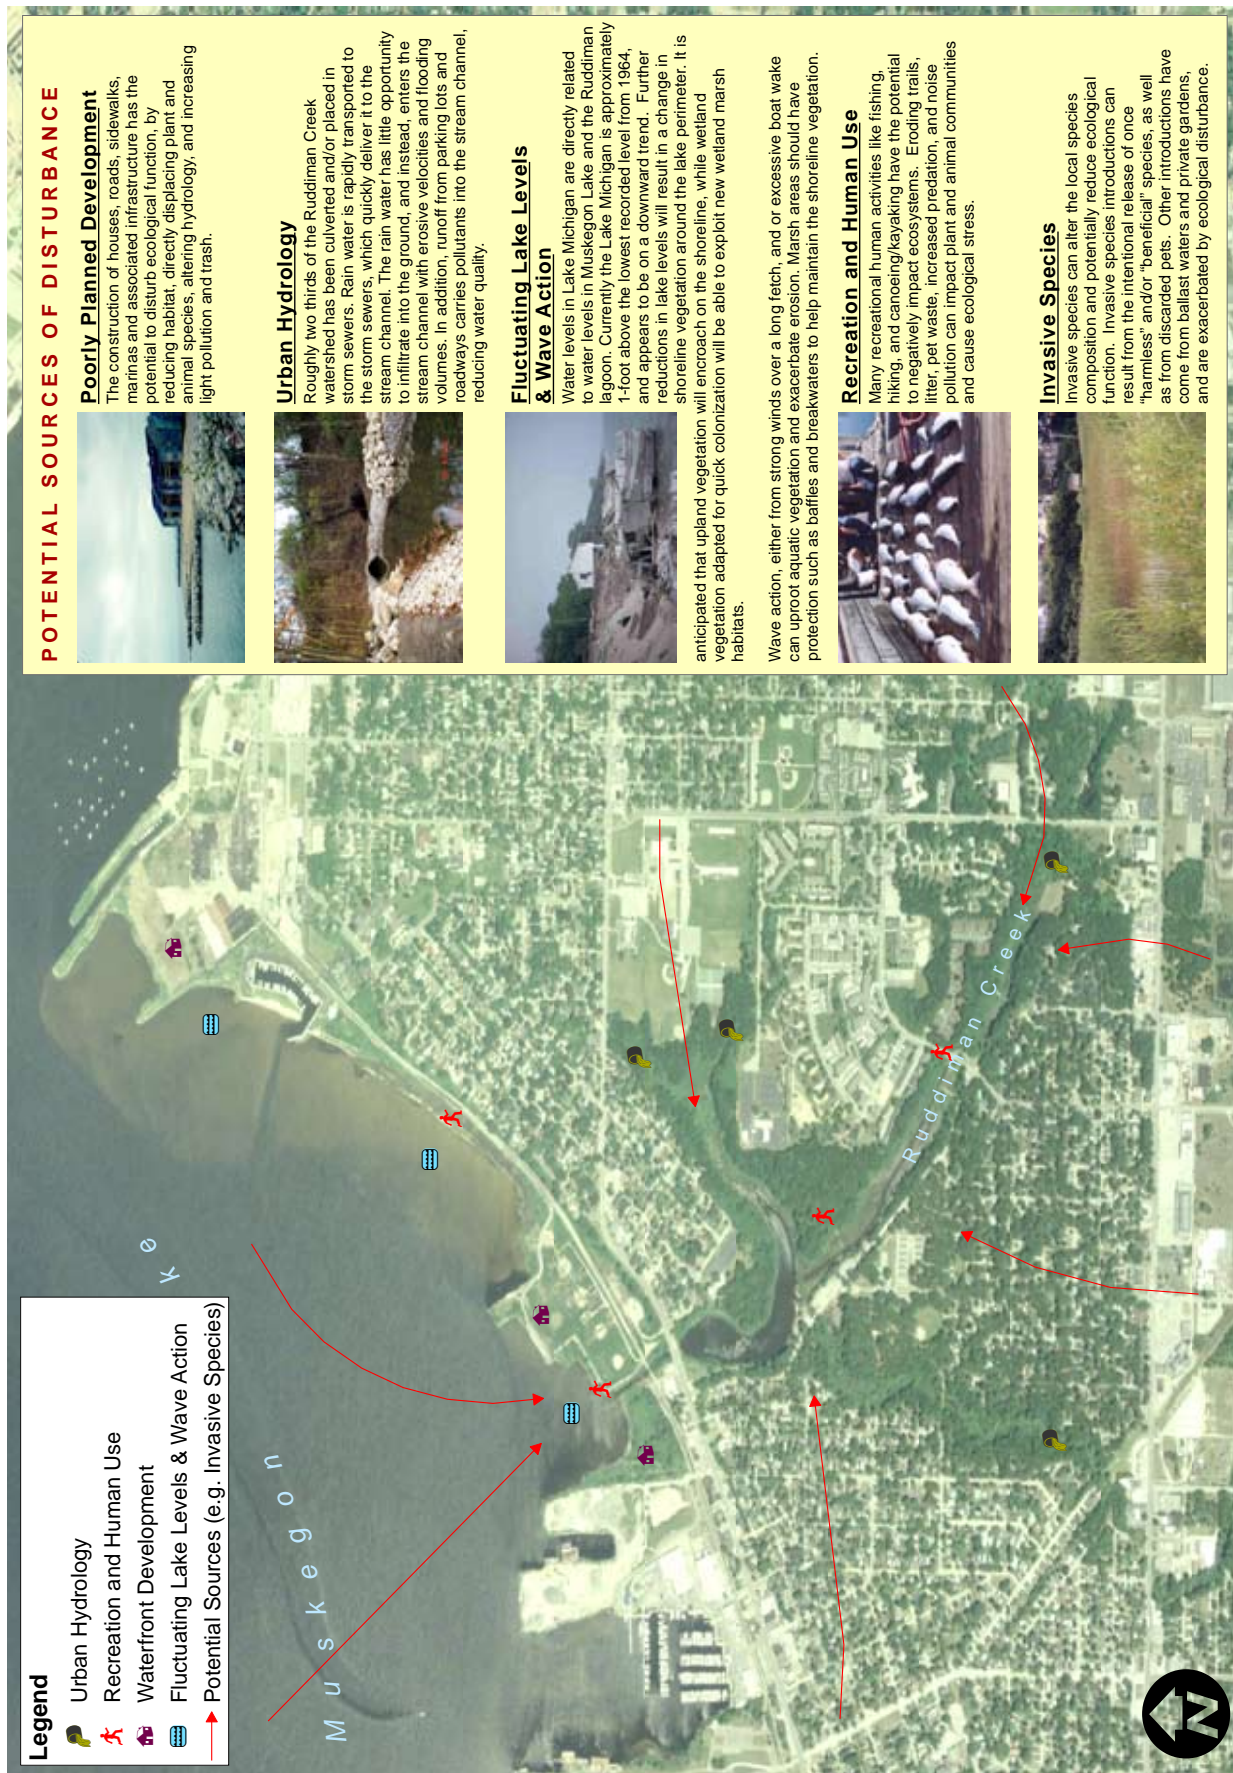 Legend
Urban Hydrology
Recreation and Human Use
Waterfront Development
Fluctuating Lake Levels & Wave Action
Potential Sources (e.g. Invasive Species)
Muskegon
ke
Ruddiman Creek
N
POTENTIAL SOURCES OF DISTURBANCE
Poorly Planned Development
The construction of houses, roads, sidewalks,
marinas and associated infrastructure has the
potential to disturb ecological function, by
reducing habitat, directly displacing plant and
animal species, altering hydrology, and increasing
light pollution and trash.
Urban Hydrology
Roughly two thirds of the Ruddiman Creek
watershed has been culverted and/or placed in
storm sewers. Rain water is rapidly transported to
the storm sewers, which quickly deliver it to the
stream channel. The rain water has little opportunity
to infiltrate into the ground, and instead, enters the
stream channel with erosive velocities and flooding
volumes. In addition, runoff from parking lots and
roadways carries pollutants into the stream channel,
reducing water quality.
Fluctuating Lake Levels
& Wave Action
Water levels in Lake Michigan are directly related
to water levels in Muskegon Lake and the Ruddiman
lagoon. Currently the Lake Michigan is approximately
1-foot above the lowest recorded level from 1964,
and appears to be on a downward trend. Further
reductions in lake levels will result in a change in
shoreline vegetation around the lake perimeter. It is
anticipated that upland vegetation will encroach on the shoreline, while wetland
vegetation adapted for quick colonization will be able to exploit new wetland marsh
habitats.
Wave action, either from strong winds over a long fetch, and or excessive boat wake
can uproot aquatic vegetation and exacerbate erosion. Marsh areas should have
protection such as baffles and breakwaters to help maintain the shoreline vegetation.
Recreation and Human Use
Many recreational human activities like fishing,
hiking, and canoeing/kayaking have the potential
to negatively impact ecosystems. Eroding trails,
litter, pet waste, increased predation, and noise
pollution can impact plant and animal communities
and cause ecological stress.
Invasive Species
Invasive species can alter the local species
composition and potentially reduce ecological
function. Invasive species introductions can
result from the intentional release of once
"harmless" and/or "beneficial" species, as well
as from discarded pets. Other introductions have
come from ballast waters and private gardens,
and are exacerbated by ecological disturbance.